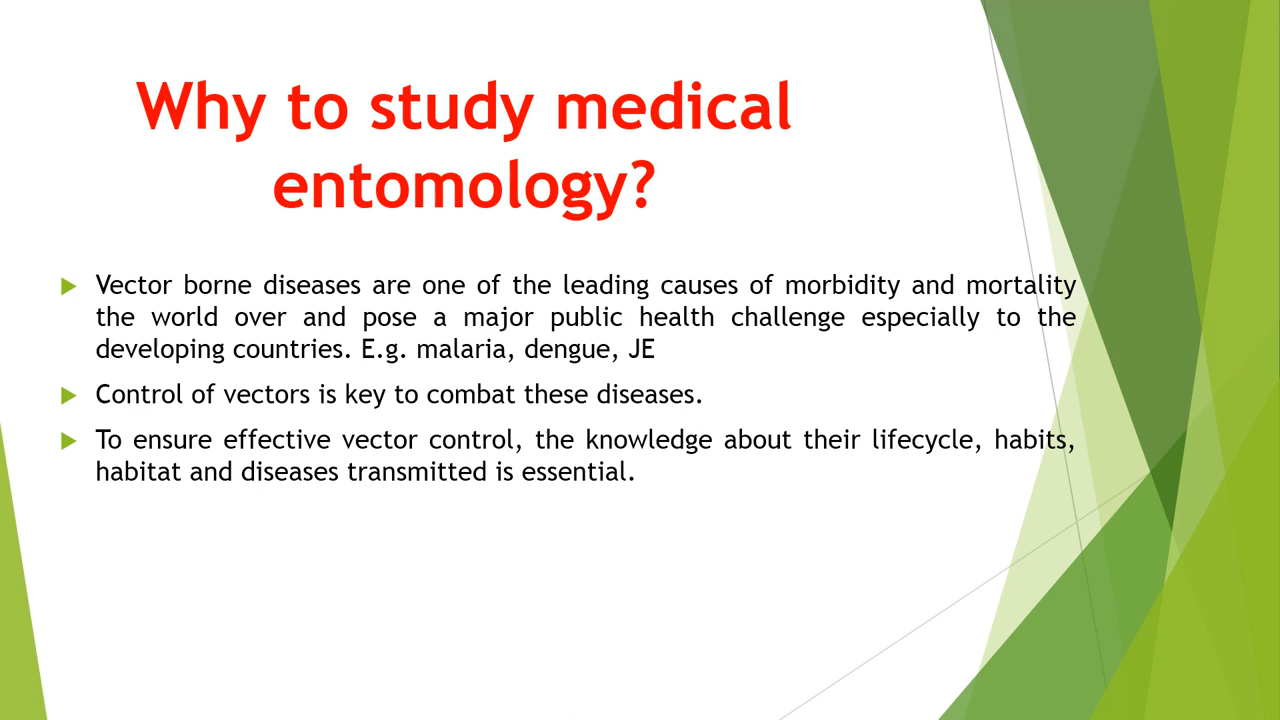 Why to study medical
entomology?
Vector borne diseases are one of the leading causes of morbidity and mortality
the world over and pose a major public health challenge especially to the
developing countries. E.g. malaria, dengue, JE
Control of vectors is key to combat these diseases.
To ensure effective vector control, the knowledge about their lifecycle, habits,
habitat and diseases transmitted is essential.